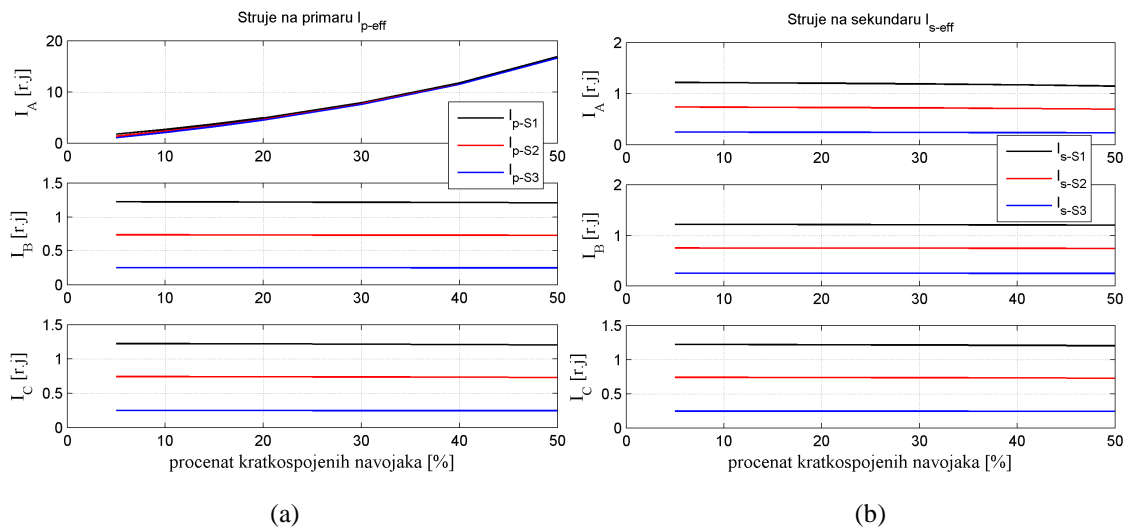 Struje na primaru I_p-eff
I_A [r.j]
20
10
0
0 10 20 30 40 50
I_p-S1
I_p-S2
I_p-S3
I_B [r.j]
1.5
1
0.5
0
0 10 20 30 40 50
I_C [r.j]
1.5
1
0.5
0
0 10 20 30 40 50
procenat kratkospojenih navojaka [%]
(a)
Struje na sekundaru I_s-eff
I_A [r.j]
2
1
0
0 10 20 30 40 50
I_s-S1
I_s-S2
I_s-S3
I_B [r.j]
2
1
0
0 10 20 30 40 50
I_C [r.j]
1.5
1
0.5
0
0 10 20 30 40 50
procenat kratkospojenih navojaka [%]
(b)